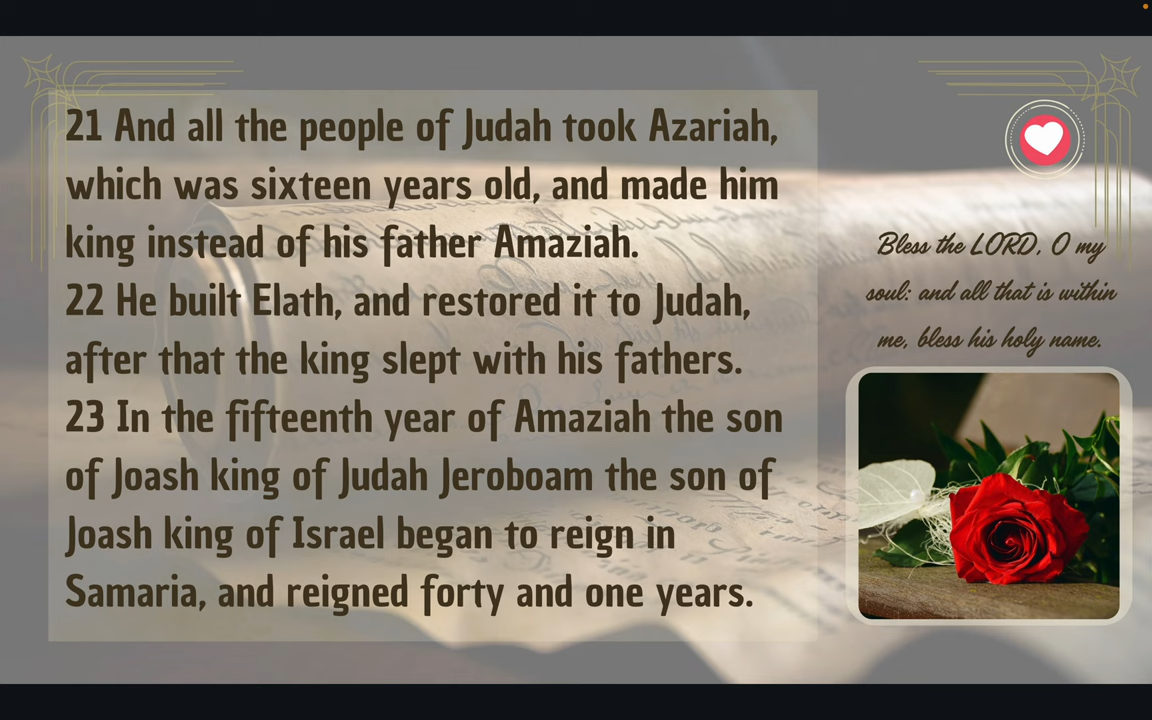 21 And all the people of Judah took Azariah,
which was sixteen years old, and made him
king instead of his father Amaziah.
22 He built Elath, and restored it to Judah,
after that the king slept with his fathers.
23 In the fifteenth year of Amaziah the son
of Joash king of Judah Jeroboam the son of
Joash king of Israel began to reign in
Samaria, and reigned forty and one years.
Bless the LORD, O my
soul: and all that is within
me, bless his holy name.